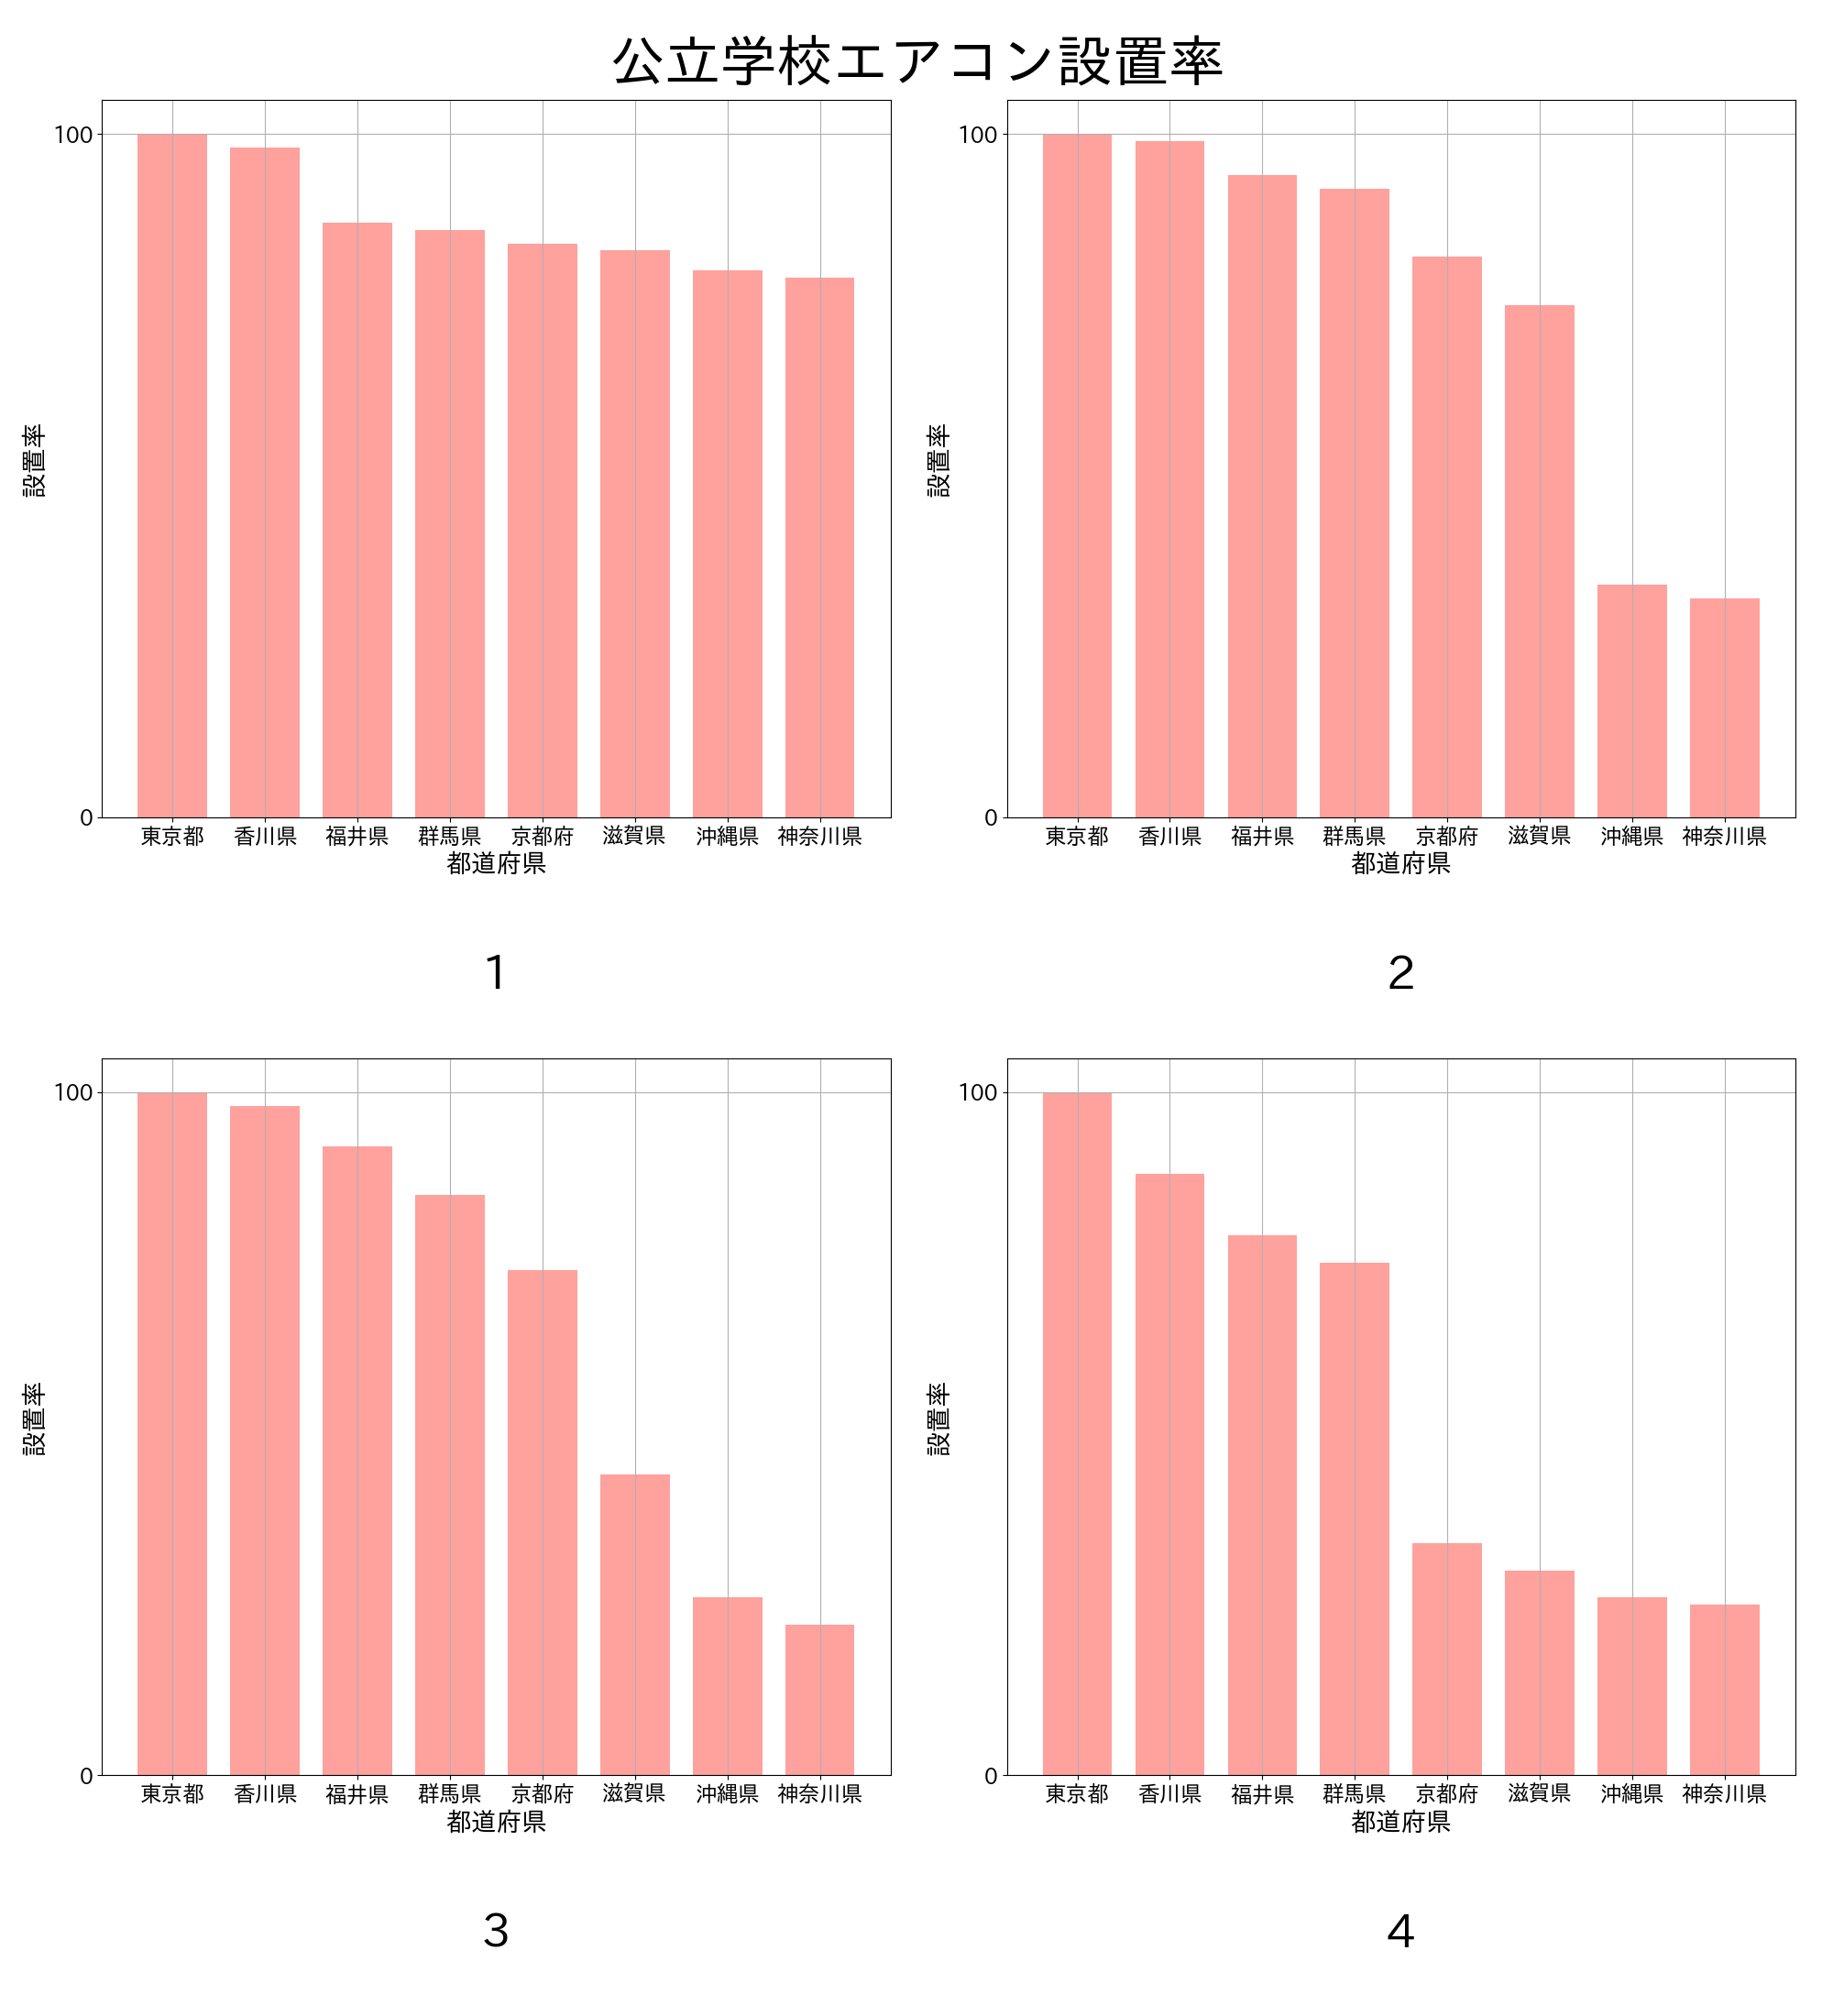 公立学校エアコン設置率
100
設置率
0
東京都 香川県 福井県 群馬県 京都府 滋賀県 沖縄県 神奈川県
都道府県
1
100
設置率
0
東京都 香川県 福井県 群馬県 京都府 滋賀県 沖縄県 神奈川県
都道府県
2
100
設置率
0
東京都 香川県 福井県 群馬県 京都府 滋賀県 沖縄県 神奈川県
都道府県
3
100
設置率
0
東京都 香川県 福井県 群馬県 京都府 滋賀県 沖縄県 神奈川県
都道府県
4